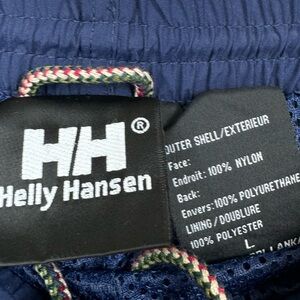 HH®
Helly Hansen
OUTER SHELL/EXTERIEUR
Face:
Endroit: 100% NYLON
Back:
Envers: 100% POLYURETHANE
LINING/DOUBLURE
100% POLYESTER
L